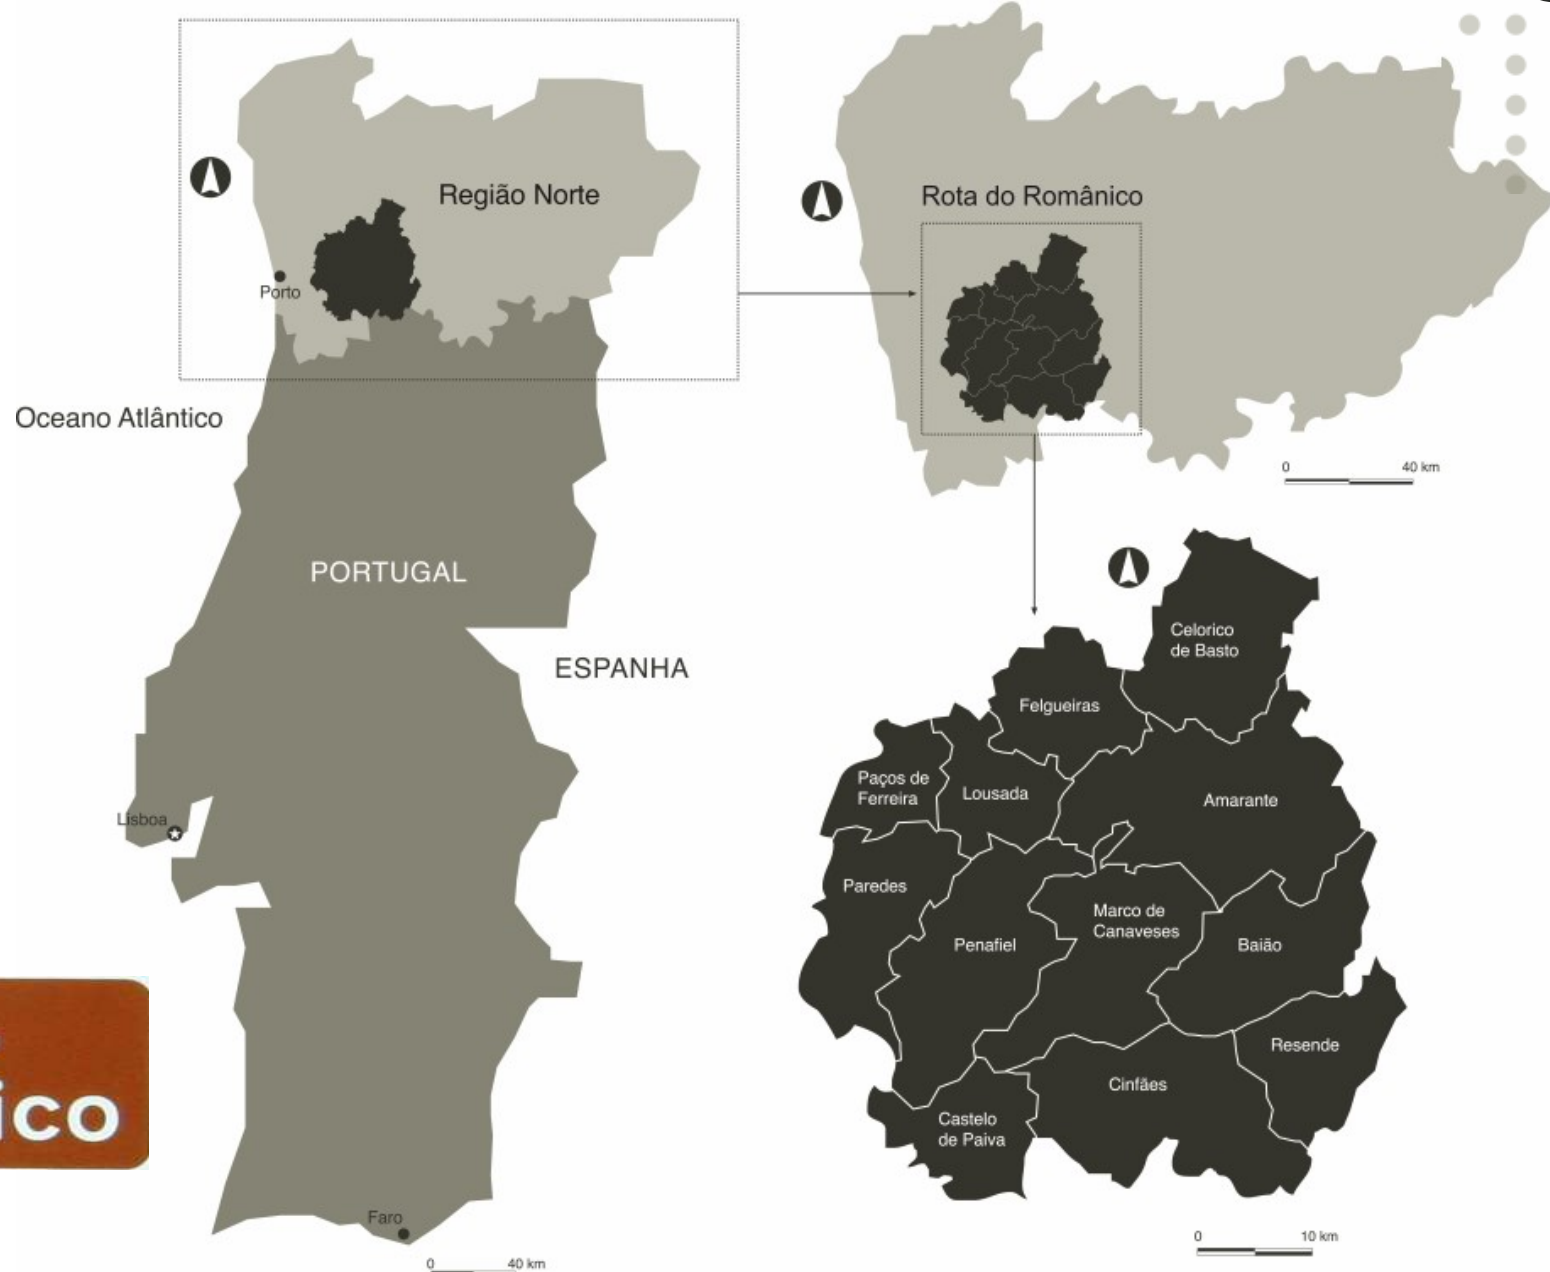 Região Norte
Porto
Oceano Atlântico
PORTUGAL
ESPANHA
Lisboa
Faro
0 40 km
Rota do Românico
0 40 km
Celorico
de Basto
Felgueiras
Paços de
Ferreira
Lousada
Amarante
Paredes
Penafiel
Marco de
Canaveses
Baião
Resende
Cinfães
Castelo
de Paiva
0 10 km
ico